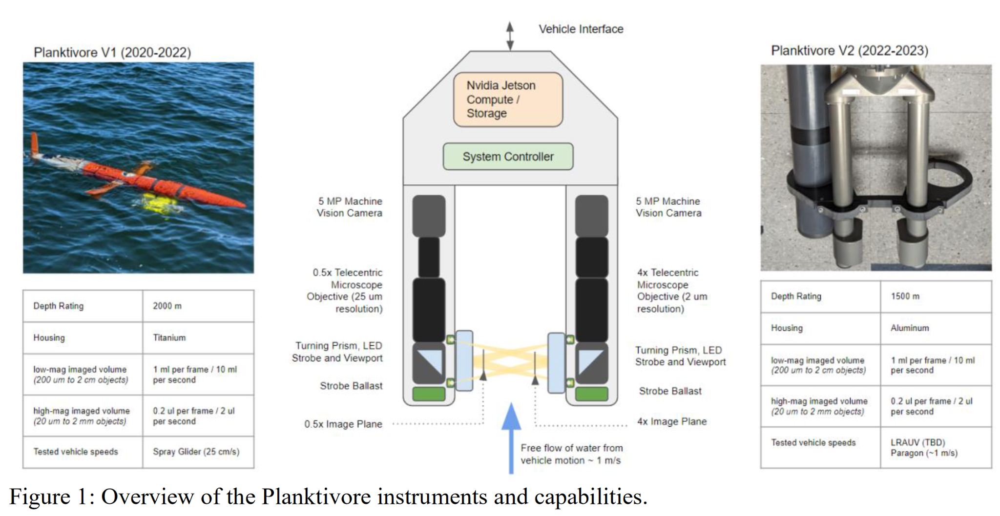 Vehicle Interface
Planktivore V1 (2020-2022)
Depth Rating
2000 m
Housing
Titanium
low-mag imaged volume
(200 um to 2 cm objects)
1 ml per frame / 10 ml
per second
high-mag imaged volume
(20 um to 2 mm objects)
0.2 ul per frame / 2 ul
per second
Tested vehicle speeds
Spray Glider (25 cm/s)
Nvidia Jetson
Compute /
Storage
System Controller
5 MP Machine
Vision Camera
0.5x Telecentric
Microscope
Objective (25 um
resolution)
Turning Prism, LED
Strobe and Viewport
Strobe Ballast
0.5x Image Plane
5 MP Machine
Vision Camera
4x Telecentric
Microscope
Objective (2 um
resolution)
Turning Prism, LED
Strobe and Viewport
Strobe Ballast
4x Image Plane
Free flow of water from
vehicle motion ~ 1 m/s
Planktivore V2 (2022-2023)
Depth Rating
1500 m
Housing
Aluminum
low-mag imaged volume
(200 um to 2 cm objects)
1 ml per frame / 10 ml
per second
high-mag imaged volume
(20 um to 2 mm objects)
0.2 ul per frame / 2 ul
per second
Tested vehicle speeds
LRAUV (TBD)
Paragon (~1 m/s)
Figure 1: Overview of the Planktivore instruments and capabilities.